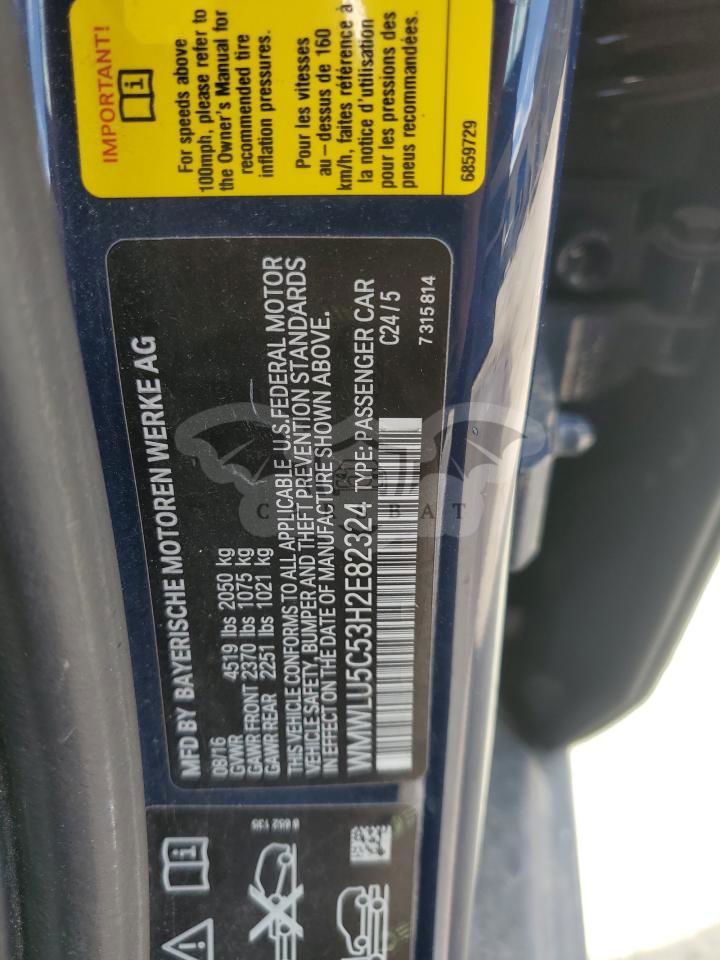 IMPORTANT!
For speeds above
100mph, please refer to
the Owner's Manual for
recommended tire
inflation pressures.
Pour les vitesses
au-dessus de 160
km/h, faites référence à
la notice d'utilisation
pour les pressions des
pneus recommandées.
6859729
MFD BY BAYERISCHE MOTOREN WERKE AG
08/16
GVWR 4519 lbs 2050 kg
GAWR FRONT 2370 lbs 1075 kg
GAWR REAR 2251 lbs 1021 kg
THIS VEHICLE CONFORMS TO ALL APPLICABLE U.S.FEDERAL MOTOR
VEHICLE SAFETY, BUMPER AND THEFT PREVENTION STANDARDS
IN EFFECT ON THE DATE OF MANUFACTURE SHOWN ABOVE.
WMWLU5C53H2E82324 TYPE: PASSENGER CAR
C24/5
7315814